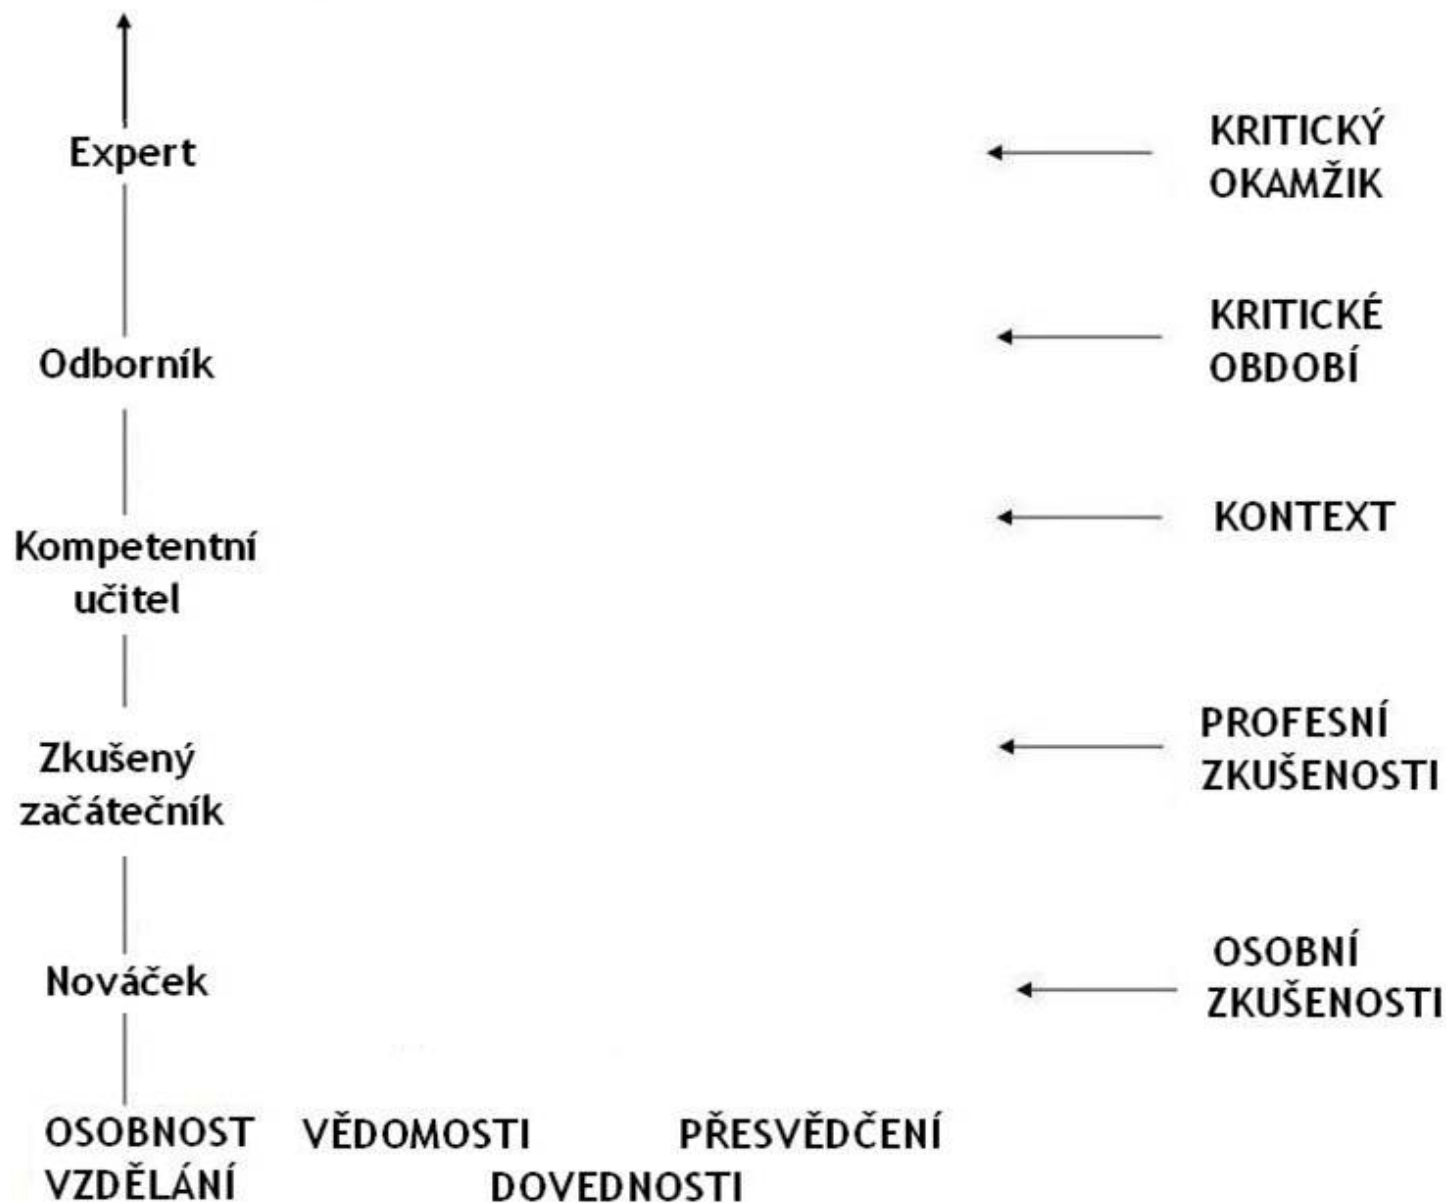 Expert
KRITICKÝ
OKAMŽIK
Odborník
KRITICKÉ
OBDOBÍ
Kompetentní
učitel
KONTEXT
Zkušený
začátečník
PROFESNÍ
ZKUŠENOSTI
Nováček
OSOBNÍ
ZKUŠENOSTI
OSOBNOST VĚDOMOSTI PŘESVĚDČENÍ
VZDĚLÁNÍ DOVEDNOSTI